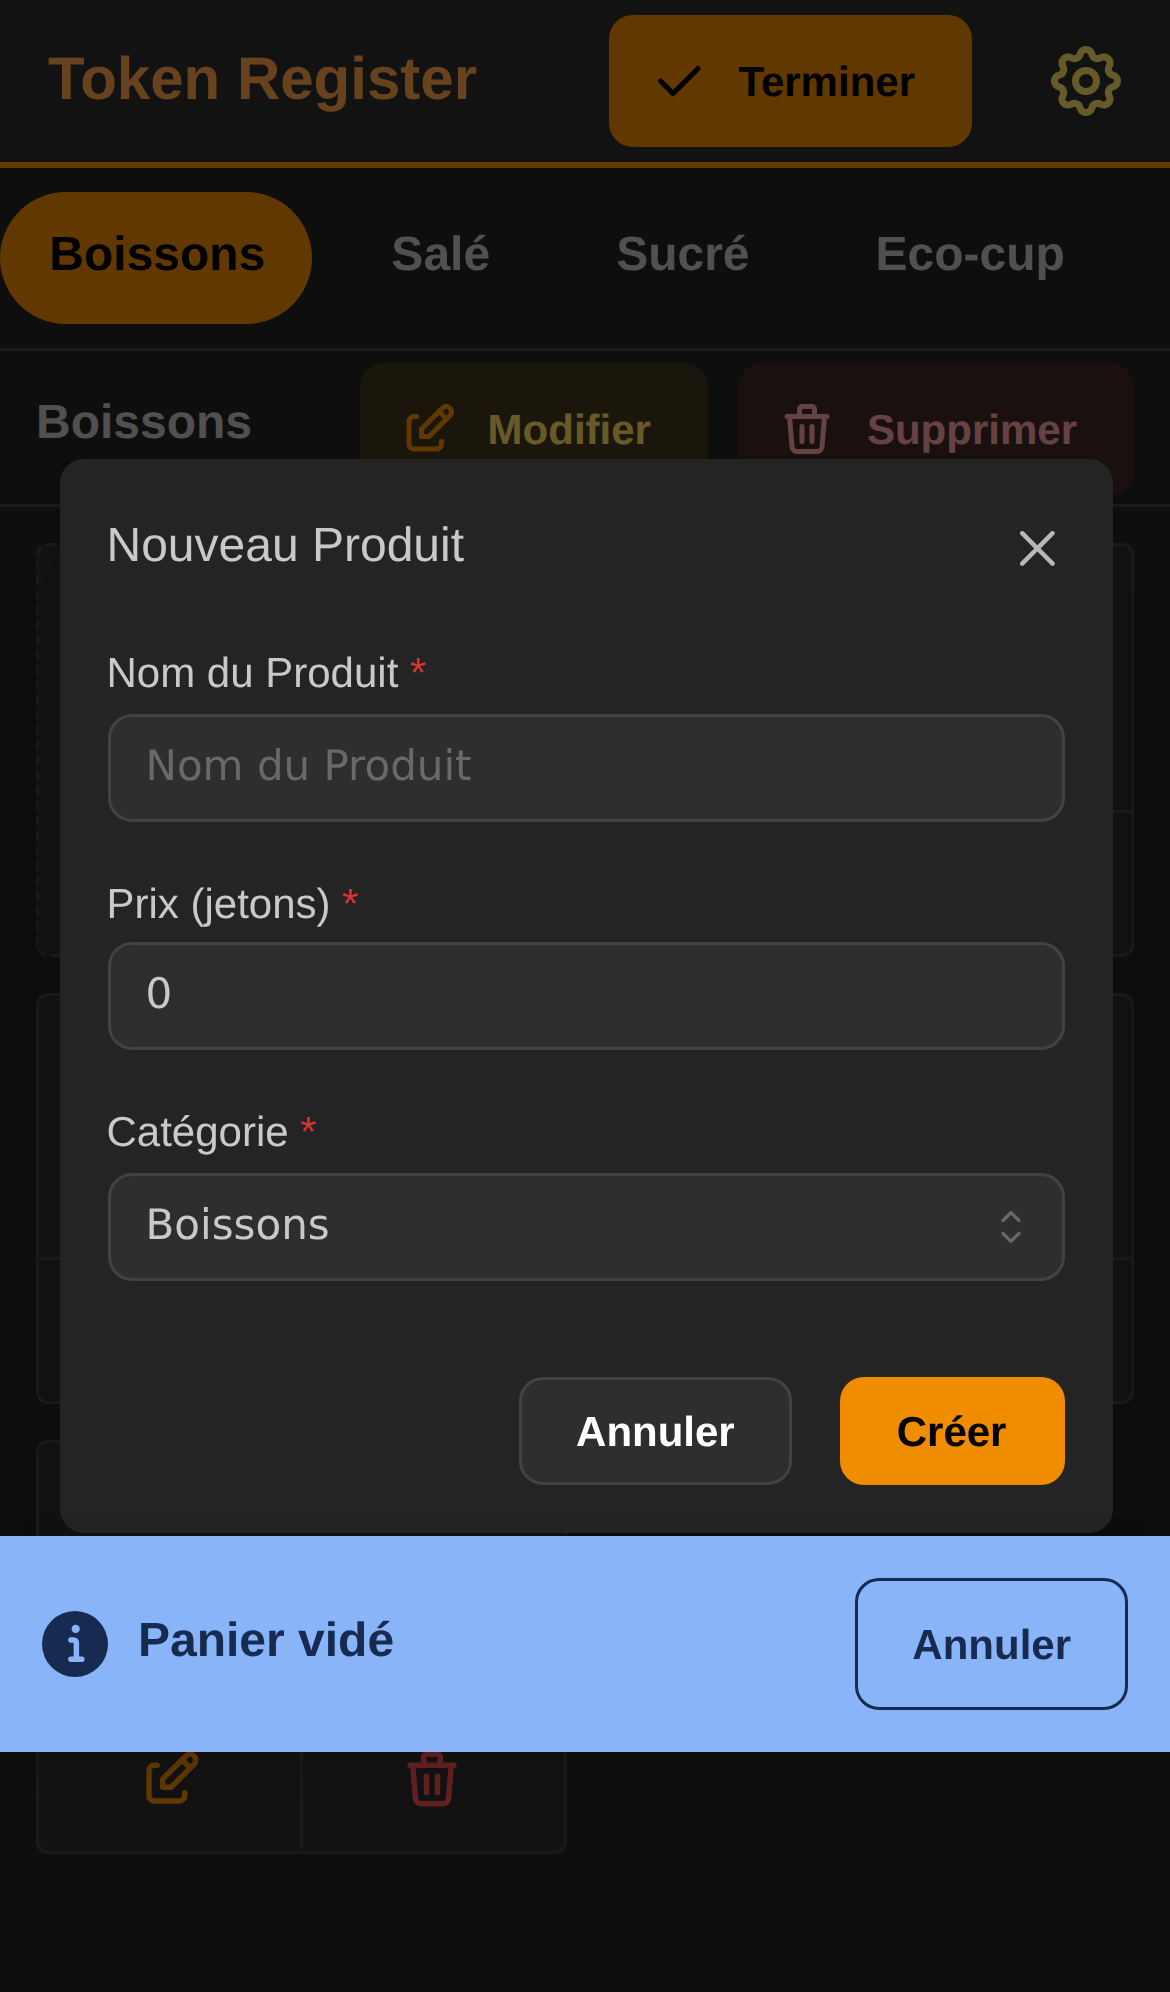 Token Register
Terminer
Boissons Salé Sucré Eco-cup
Boissons Modifier Supprimer
Nouveau Produit
Nom du Produit *
Nom du Produit
Prix (jetons) *
0
Catégorie *
Boissons
Annuler Créer
Panier vidé Annuler